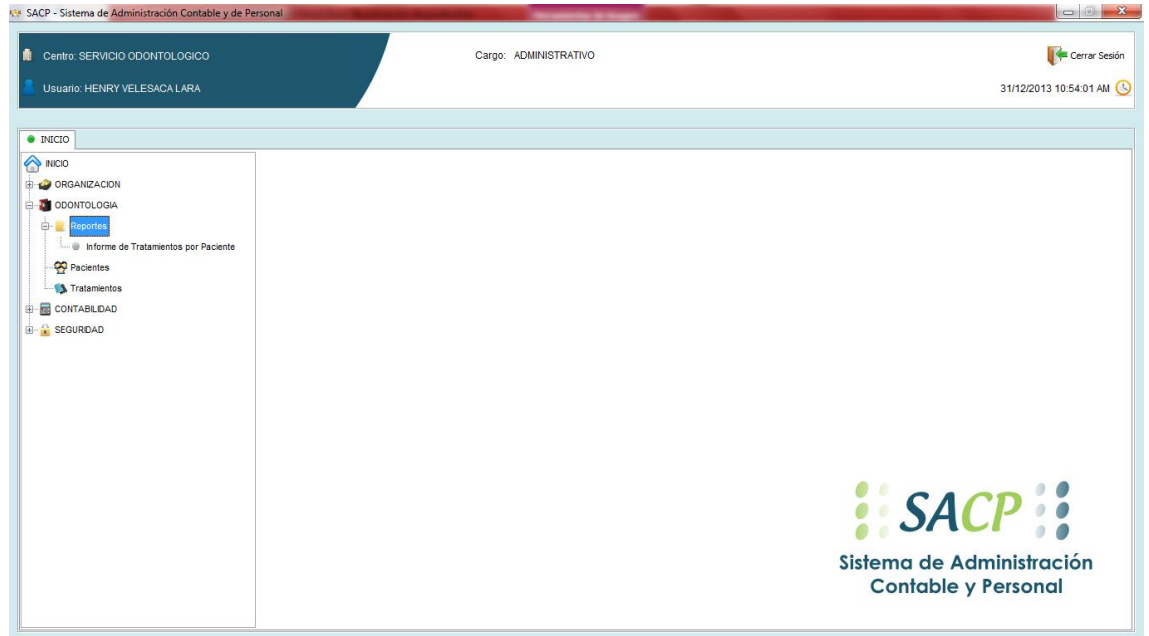 SACP - Sistema de Administración Contable y de Personal
Centro: SERVICIO ODONTOLOGICO
Cargo: ADMINISTRATIVO
Cerrar Sesión
Usuario: HENRY VELESACA LARA
31/12/2013 10:54:01 AM
INICIO
INICIO
ORGANIZACION
ODONTOLOGIA
Reportes
Informe de Tratamientos por Paciente
Pacientes
Tratamientos
CONTABILIDAD
SEGURIDAD
SACP
Sistema de Administración
Contable y Personal